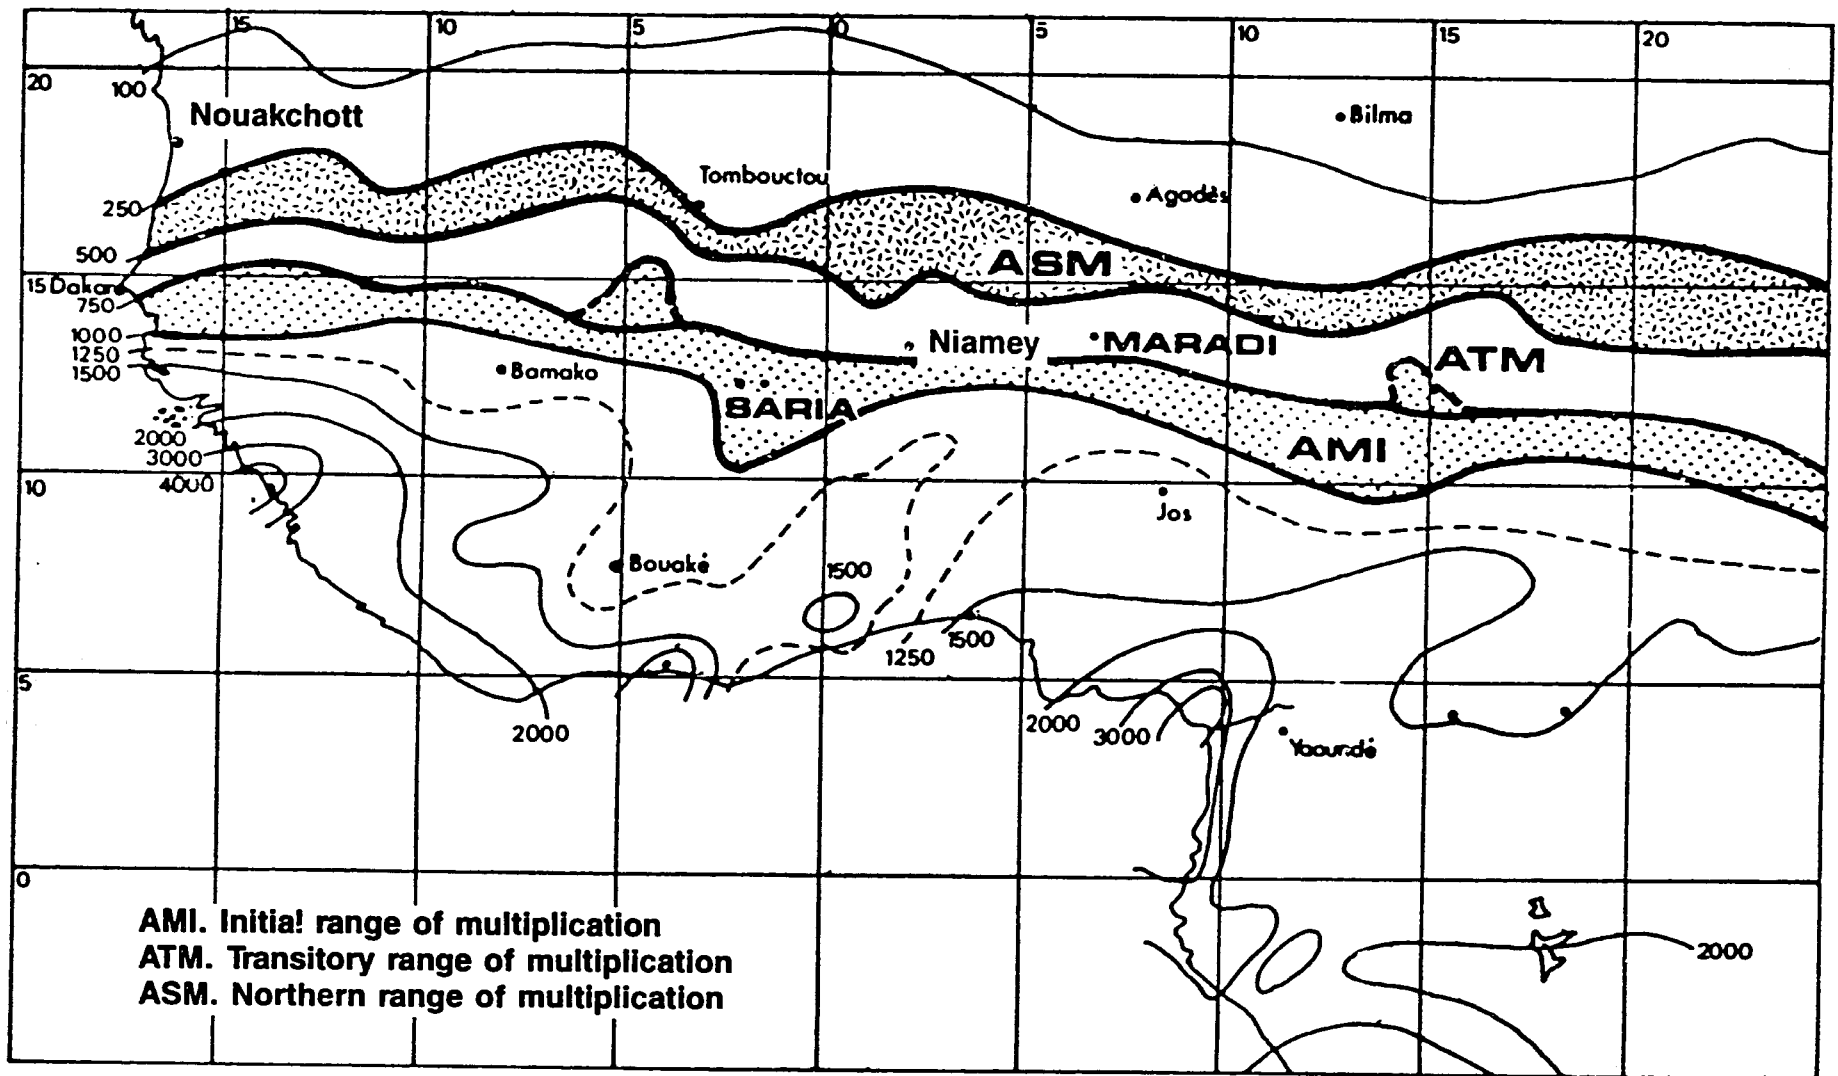 15
10
5
0
5
10
15
20
20
100
Nouakchott
Bilma
Tombouctou
Agadès
250
500
ASM
15 Dakar
750
1000
1250
1500
Niamey
MARADI
ATM
Bamako
SARIA
AMI
2000
3000
4000
10
Jos
Bouaké
1500
1500
1250
5
2000
2000
3000
Yaoundé
0
AMI. Initial range of multiplication
ATM. Transitory range of multiplication
ASM. Northern range of multiplication
2000